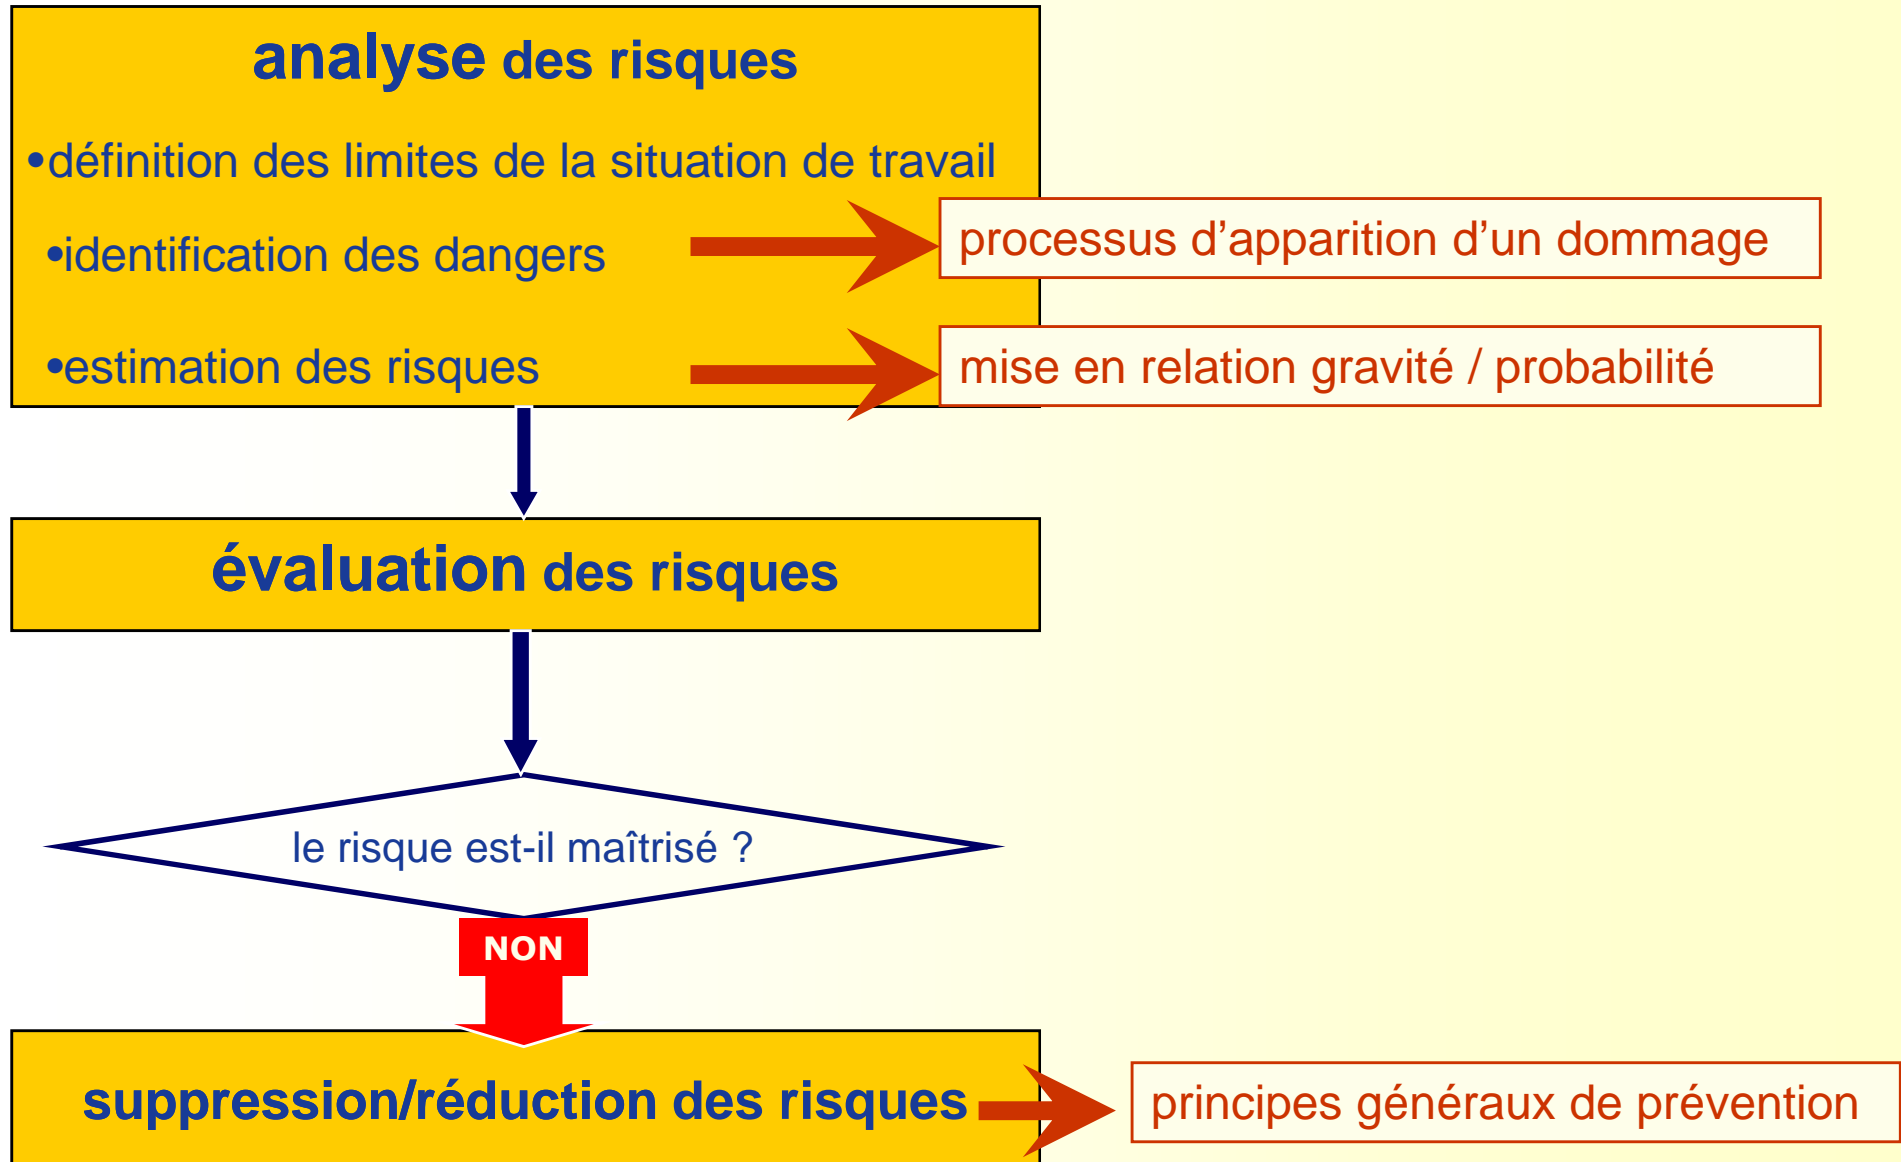 analyse des risques
•définition des limites de la situation de travail
•identification des dangers
processus d’apparition d’un dommage
•estimation des risques
mise en relation gravité / probabilité
évaluation des risques
le risque est-il maîtrisé ?
NON
suppression/réduction des risques
principes généraux de prévention